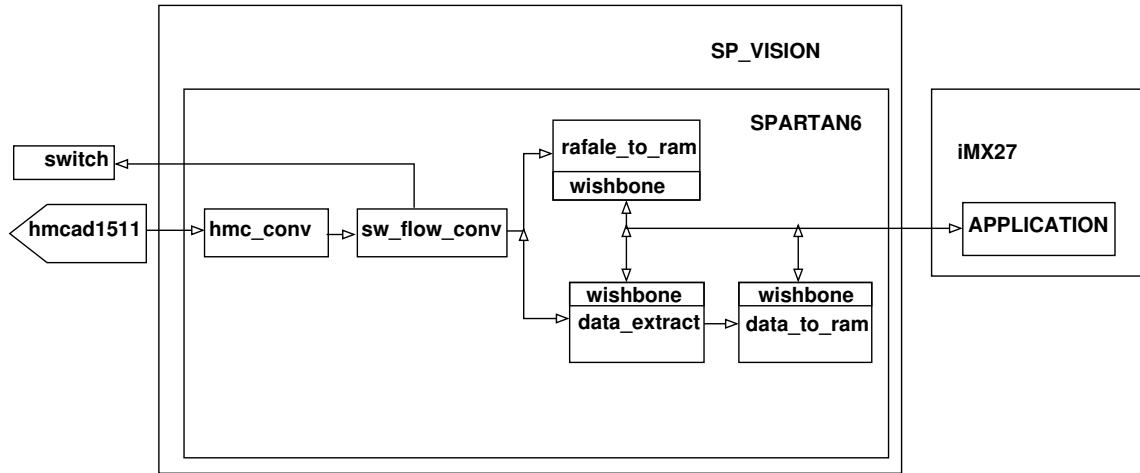 SP_VISION
SPARTAN6
iMX27
switch
rafale_to_ram
wishbone
hmcad1511
hmc_conv
sw_flow_conv
APPLICATION
wishbone
data_extract
wishbone
data_to_ram